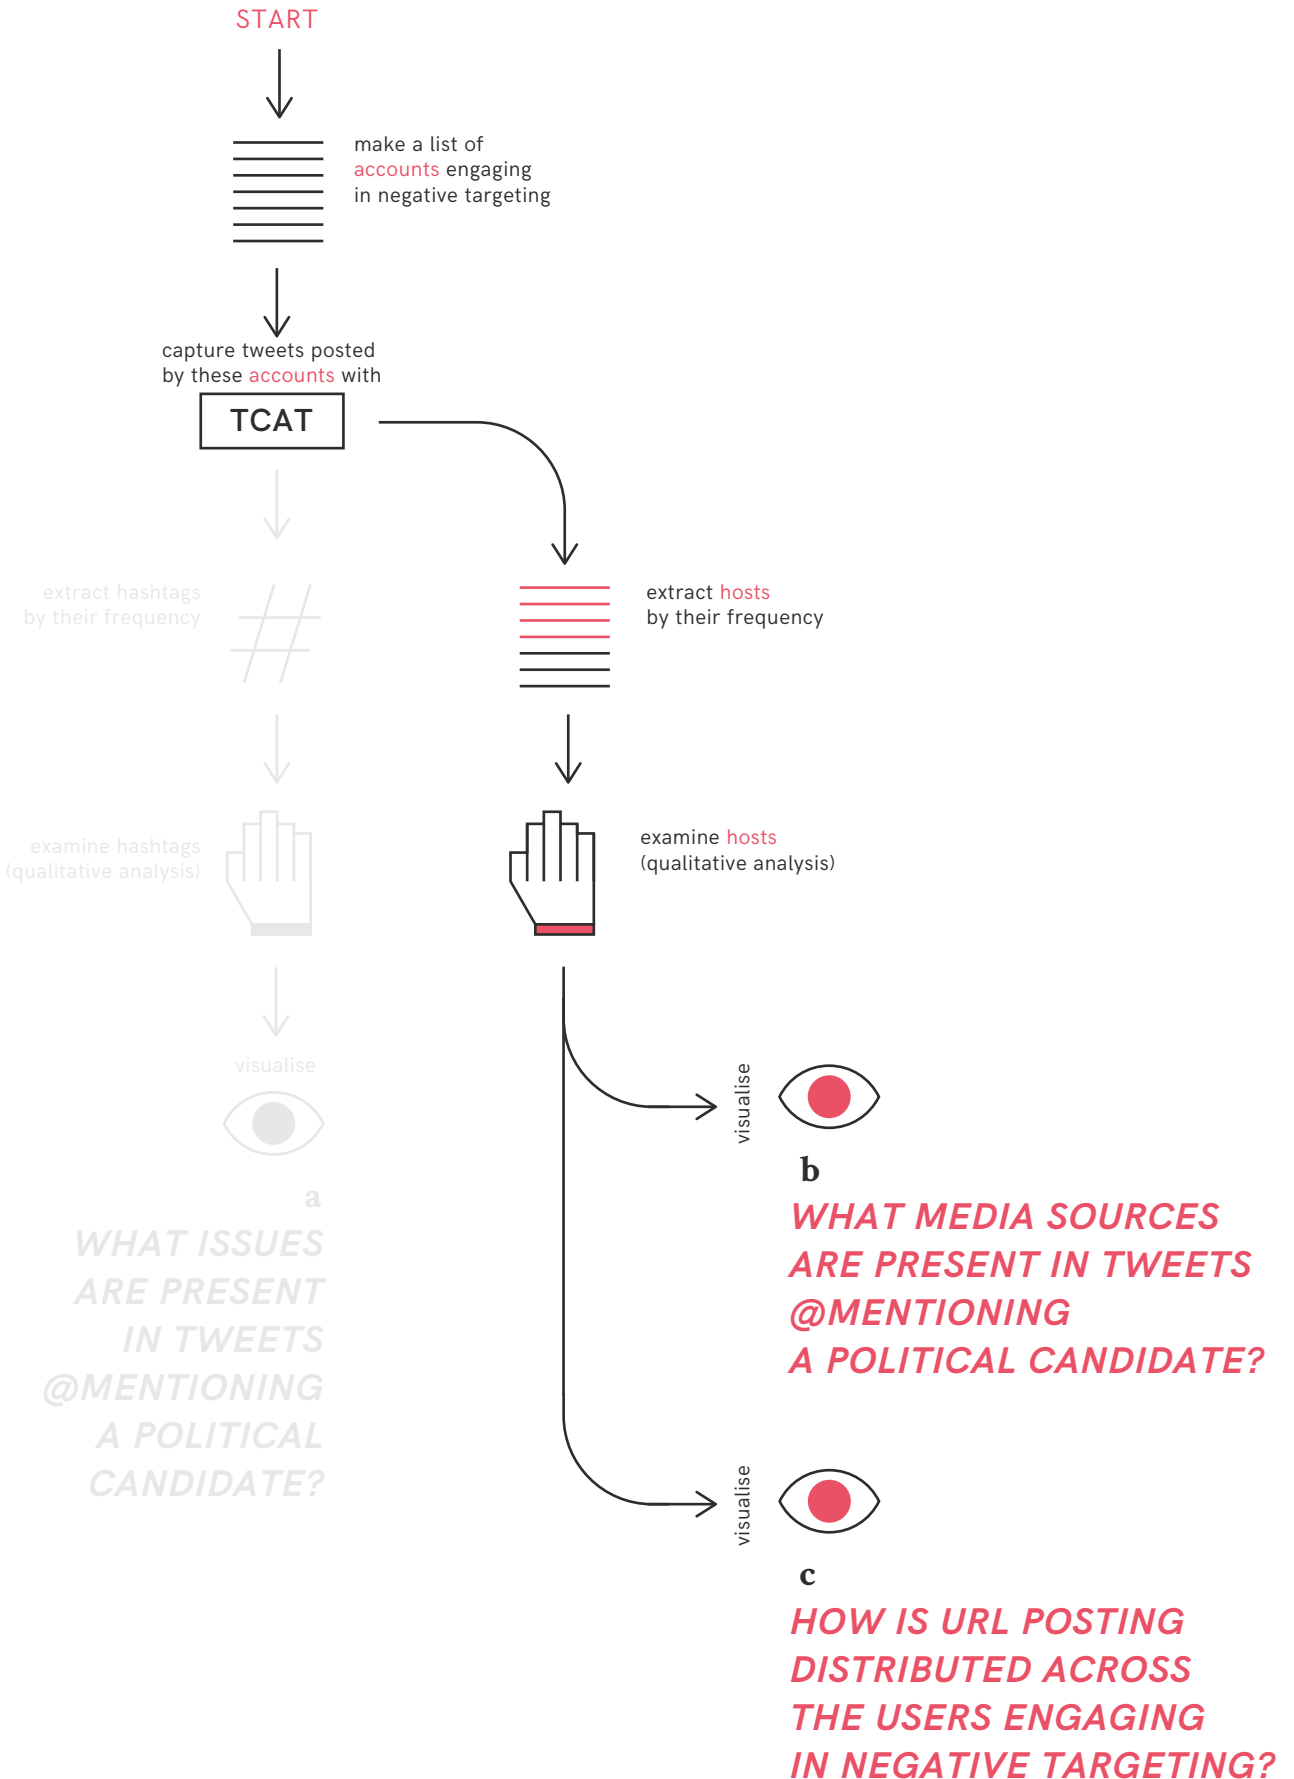 START
make a list of
accounts engaging
in negative targeting
capture tweets posted
by these accounts with
TCAT
extract hashtags
by their frequency
extract hosts
by their frequency
examine hashtags
(qualitative analysis)
examine hosts
(qualitative analysis)
visualise
a
WHAT ISSUES
ARE PRESENT
IN TWEETS
@MENTIONING
A POLITICAL
CANDIDATE?
visualise
b
WHAT MEDIA SOURCES
ARE PRESENT IN TWEETS
@MENTIONING
A POLITICAL CANDIDATE?
visualise
c
HOW IS URL POSTING
DISTRIBUTED ACROSS
THE USERS ENGAGING
IN NEGATIVE TARGETING?